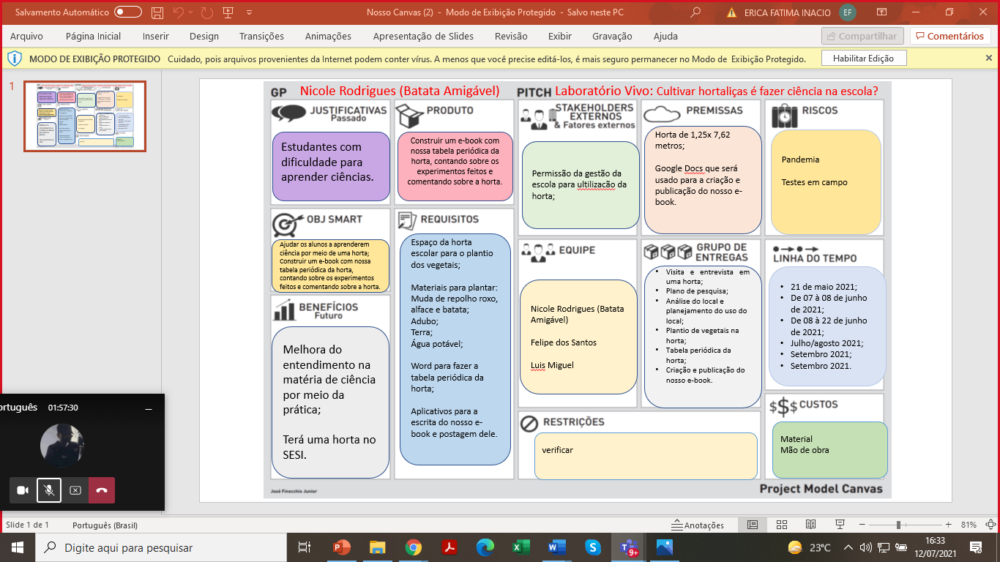 Salvamento Automático
Nosso Canvas (2) - Modo de Exibição Protegido - Salvo neste PC
ERICA FATIMA INACIO
EF
Arquivo
Página Inicial
Inserir
Design
Transições
Animações
Apresentação de Slides
Revisão
Exibir
Gravação
Ajuda
Compartilhar
Comentários
MODO DE EXIBIÇÃO PROTEGIDO
Cuidado, pois arquivos provenientes da Internet podem conter vírus. A menos que você precise editá-los, é mais seguro permanecer no Modo de Exibição Protegido.
Habilitar Edição
1
GP
Nicole Rodrigues (Batata Amigável)
PITCH
Laboratório Vivo: Cultivar hortaliças é fazer ciência na escola?
JUSTIFICATIVAS
Passado
Estudantes com
dificuldade para
aprender ciências.
PRODUTO
Construir um e-book com
nossa tabela periódica da
horta, contando sobre os
experimentos feitos e
comentando sobre a horta.
STAKEHOLDERS
EXTERNOS
& Fatores externos
Permissão da gestão da
escola para ultilizacão da
horta;
PREMISSAS
Horta de 1,25x 7,62
metros;
Google Docs que será
usado para a criação e
publicação do nosso e-
book.
RISCOS
Pandemia
Testes em campo
OBJ SMART
Ajudar os alunos a aprenderem
ciência por meio de uma horta;
Construir um e-book com nossa
tabela periódica da horta,
contando sobre os experimentos
feitos e comentando sobre a horta.
REQUISITOS
Espaço da horta
escolar para o plantio
dos vegetais;
Materiais para plantar:
Muda de repolho roxo,
alface e batata;
Adubo;
Terra;
Água potável;
Word para fazer a
tabela periódica da
horta;
Aplicativos para a
escrita do nosso e-
book e postagem dele.
EQUIPE
Nicole Rodrigues (Batata
Amigável)
Felipe dos Santos
Luis Miguel
GRUPO DE
ENTREGAS
• Visita e entrevista em
uma horta;
• Plano de pesquisa;
• Análise do local e
planejamento do uso do
local;
• Plantio de vegetais na
horta;
• Tabela periódica da
horta;
• Criação e publicação do
nosso e-book.
LINHA DO TEMPO
• 21 de maio 2021;
• De 07 à 08 de junho
de 2021;
• De 08 à 22 de junho
de 2021;
• Julho/agosto 2021;
• Setembro 2021;
• Setembro 2021.
BENEFÍCIOS
Futuro
Melhora do
entendimento na
matéria de ciência
por meio da
prática;
Terá uma horta no
SESI.
RESTRIÇÕES
verificar
$$$ CUSTOS
Material
Mão de obra
José Finocchio Junior
Project Model Canvas
ortuguês
01:57:30
Slide 1 de 1
Português (Brasil)
Anotações
81%
Digite aqui para pesquisar
9+
23°C
16:33
12/07/2021